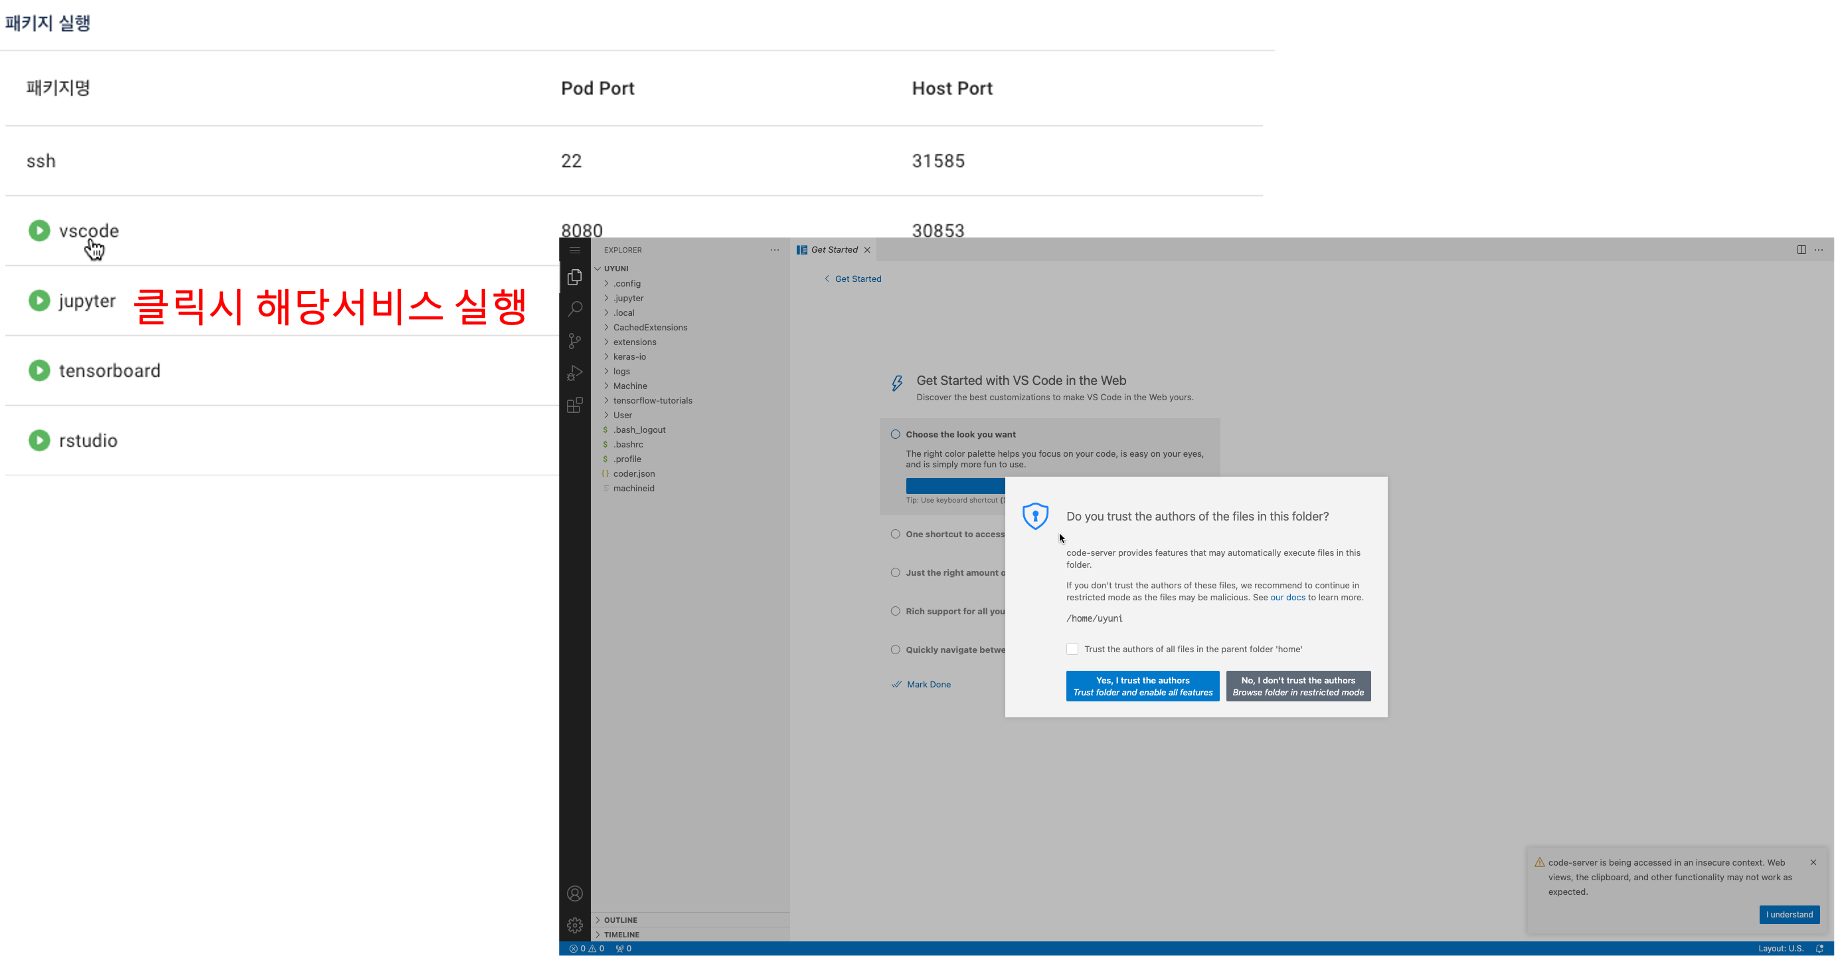 패키지 실행
패키지명 Pod Port Host Port
ssh 22 31585
vscode 8080 30853
jupyter 클릭시 해당서비스 실행
tensorboard
rstudio
EXPLORER
UYUNI
.config
.jupyter
.local
CachedExtensions
extensions
keras-io
logs
Machine
tensorflow-tutorials
User
$ .bash_logout
$ .bashrc
$ .profile
{} coder.json
machineid
OUTLINE
TIMELINE
Get Started
Get Started
Get Started with VS Code in the Web
Discover the best customizations to make VS Code in the Web yours.
Choose the look you want
The right color palette helps you focus on your code, is easy on your eyes,
and is simply more fun to use.
Tip: Use keyboard shortcut
One shortcut to access
Just the right amount
Rich support for all you
Quickly navigate betwe
Mark Done
Do you trust the authors of the files in this folder?
code-server provides features that may automatically execute files in this
folder.
If you don't trust the authors of these files, we recommend to continue in
restricted mode as the files may be malicious. See our docs to learn more.
/home/uyuni
Trust the authors of all files in the parent folder 'home'
Yes, I trust the authors
Trust folder and enable all features
No, I don't trust the authors
Browse folder in restricted mode
code-server is being accessed in an insecure context. Web
views, the clipboard, and other functionality may not work as
expected.
I understand
0 0 0
Layout: U.S.